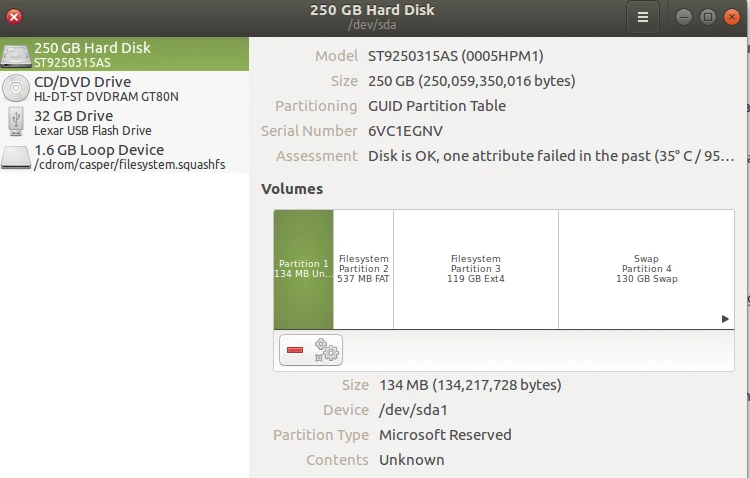 250 GB Hard Disk
/dev/sda
250 GB Hard Disk
ST9250315AS
CD/DVD Drive
HL-DT-ST DVDRAM GT80N
32 GB Drive
Lexar USB Flash Drive
1.6 GB Loop Device
/cdrom/casper/filesystem.squashfs
Model ST9250315AS (0005HPM1)
Size 250 GB (250,059,350,016 bytes)
Partitioning GUID Partition Table
Serial Number 6VC1EGNV
Assessment Disk is OK, one attribute failed in the past (35° C / 95…
Volumes
Partition 1
134 MB Un…
Filesystem
Partition 2
537 MB FAT
Filesystem
Partition 3
119 GB Ext4
Swap
Partition 4
130 GB Swap
Size 134 MB (134,217,728 bytes)
Device /dev/sda1
Partition Type Microsoft Reserved
Contents Unknown